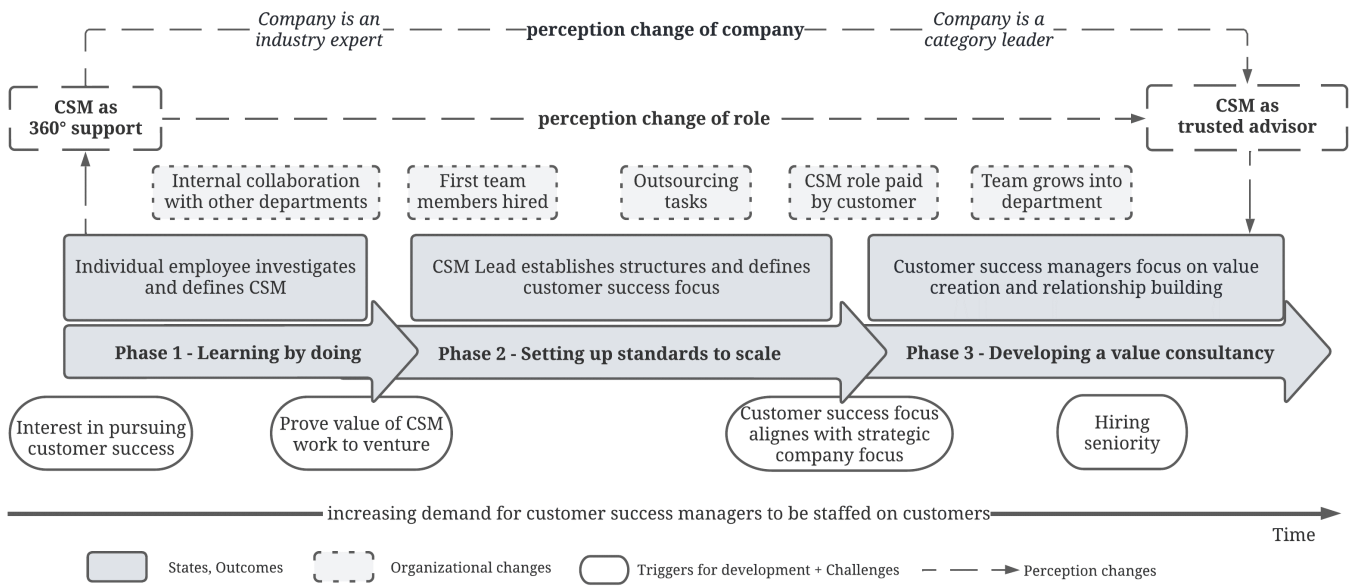 Company is an
industry expert
perception change of company
Company is a
category leader
CSM as
360° support
perception change of role
CSM as
trusted advisor
Internal collaboration
with other departments
First team
members hired
Outsourcing
tasks
CSM role paid
by customer
Team grows into
department
Individual employee investigates
and defines CSM
CSM Lead establishes structures and defines
customer success focus
Customer success managers focus on value
creation and relationship building
Phase 1 - Learning by doing
Phase 2 - Setting up standards to scale
Phase 3 - Developing a value consultancy
Interest in pursuing
customer success
Prove value of CSM
work to venture
Customer success focus
alignes with strategic
company focus
Hiring
seniority
increasing demand for customer success managers to be staffed on customers
Time
States, Outcomes
Organizational changes
Triggers for development + Challenges
Perception changes